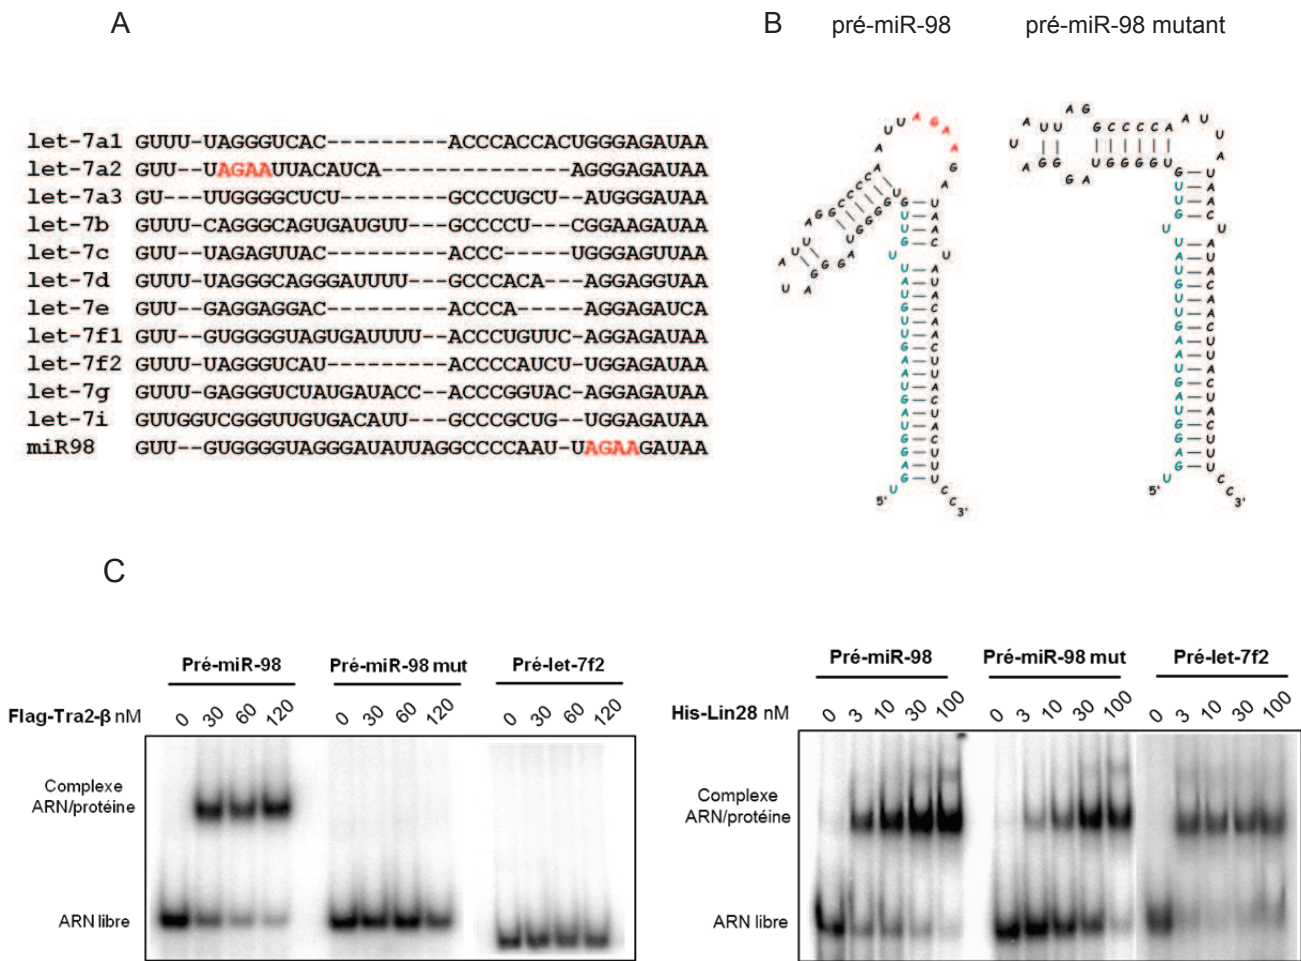 A
B
pré-miR-98
pré-miR-98 mutant
let-7a1 GUUU-UAGGGUCAC---------ACCCACCACUGGGAGAUAA
let-7a2 GUU--UAGAAUUACAUCA--------------AGGGAGAUAA
let-7a3 GU---UUGGGGCUCU--------GCCCUGCU--AUGGGAUAA
let-7b GUUU-CAGGGCAGUGAUGUU---GCCCCU---CGGAAGAUAA
let-7c GUU--UAGAGUUAC---------ACCC-----UGGGAGUUAA
let-7d GUU--UAGGGCAGGGAUUUU---GCCCACA---AGGAGGUAA
let-7e GUU--GAGGAGGAC---------ACCCA----AGGAGAUCA
let-7f1 GUU--GUGGGGUAGUGAUUUU--ACCCUGUUC-AGGAGAUAA
let-7f2 GUUU-UAGGGUCAU---------ACCCCAUCU-UGGAGAUAA
let-7g GUUU-GAGGGUCUAUGAUACC--ACCCGGUAC-AGGAGAUAA
let-7i GUUGGUCGGGUUGUGACAUU---GCCCGCUG--UGGAGAUAA
miR98 GUU--GUGGGGUAGGGAUAUUAGGCCCCAAU-UAGAAGAUAA
5' 3'
5' 3'
C
Pré-miR-98 Pré-miR-98 mut Pré-let-7f2
Flag-Tra2-β nM 0 30 60 120 0 30 60 120 0 30 60 120
Complexe
ARN/protéine
ARN libre
Pré-miR-98 Pré-miR-98 mut Pré-let-7f2
His-Lin28 nM 0 3 10 30 100 0 3 10 30 100 0 3 10 30 100
Complexe
ARN/protéine
ARN libre